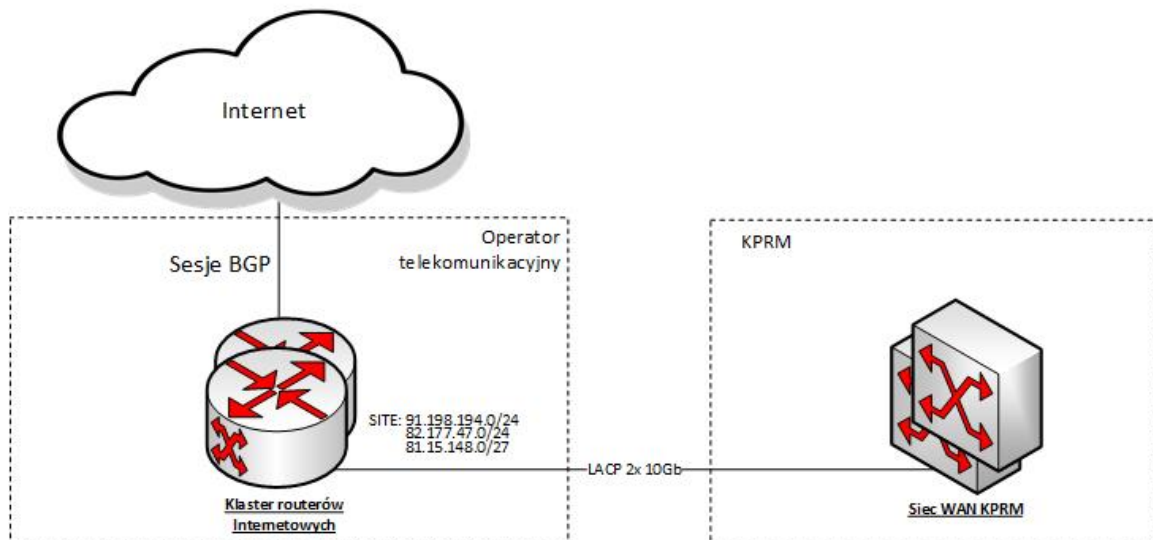 Internet
Sesje BGP
Operator
telekomunikacyjny
KPRM
SITE: 91.198.194.0/24
82.177.47.0/24
81.15.148.0/27
LACP 2x 10Gb
Klaster routerów
Internetowych
Siec WAN KPRM